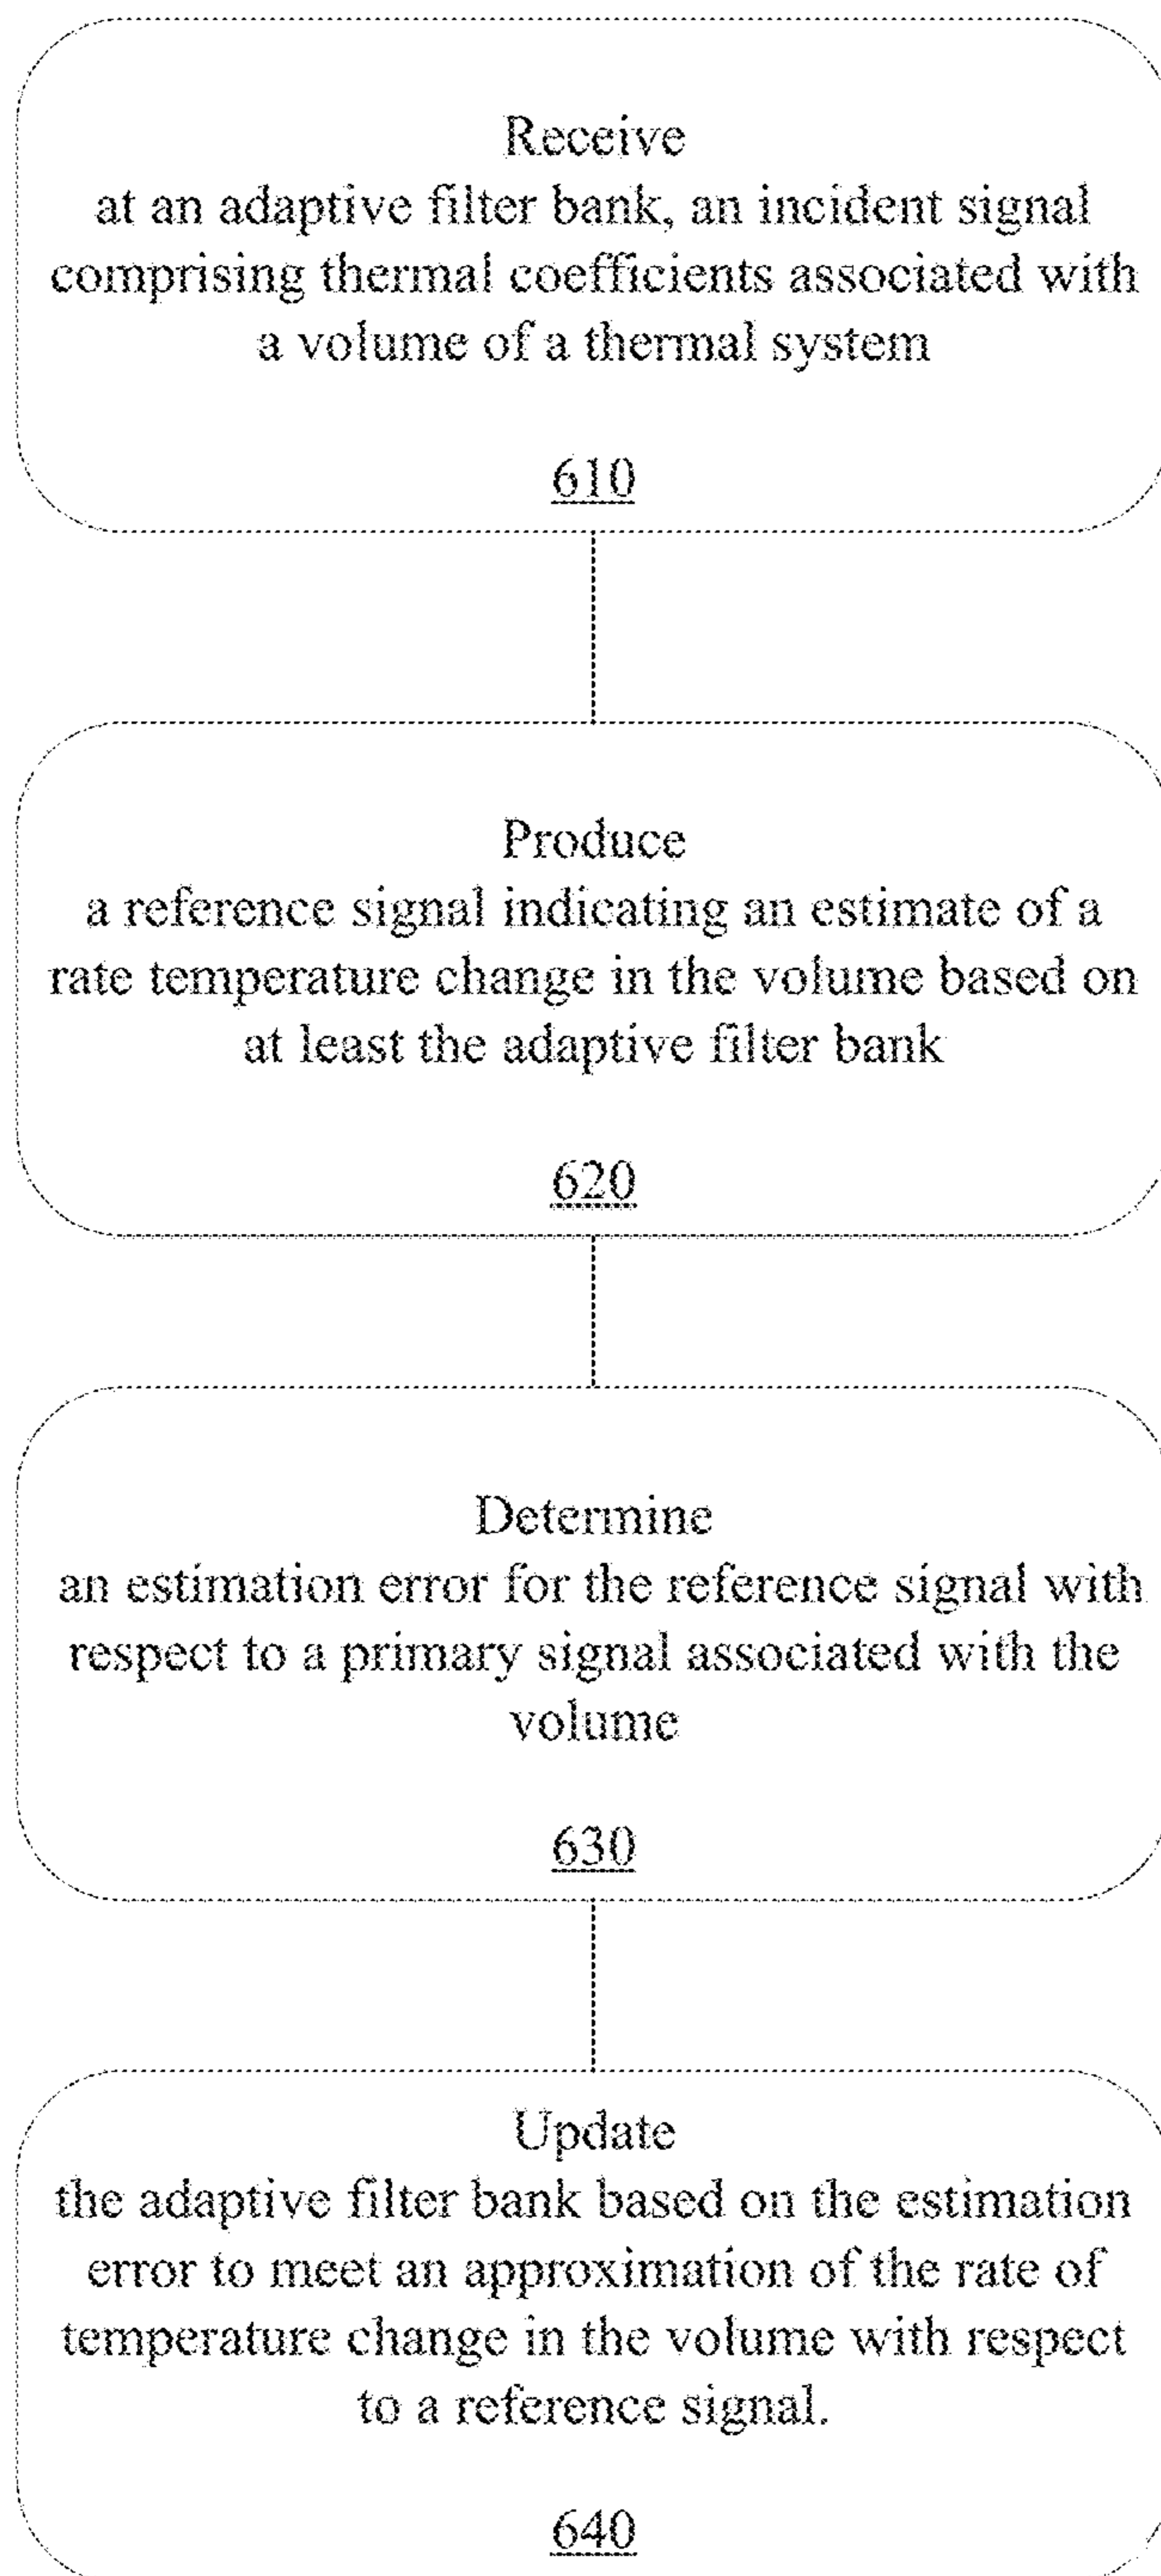 Receive
at an adaptive filter bank, an incident signal
comprising thermal coefficients associated with
a volume of a thermal system
610
Produce
a reference signal indicating an estimate of a
rate temperature change in the volume based on
at least the adaptive filter bank
620
Determine
an estimation error for the reference signal with
respect to a primary signal associated with the
volume
630
Update
the adaptive filter bank based on the estimation
error to meet an approximation of the rate of
temperature change in the volume with respect
to a reference signal.
640